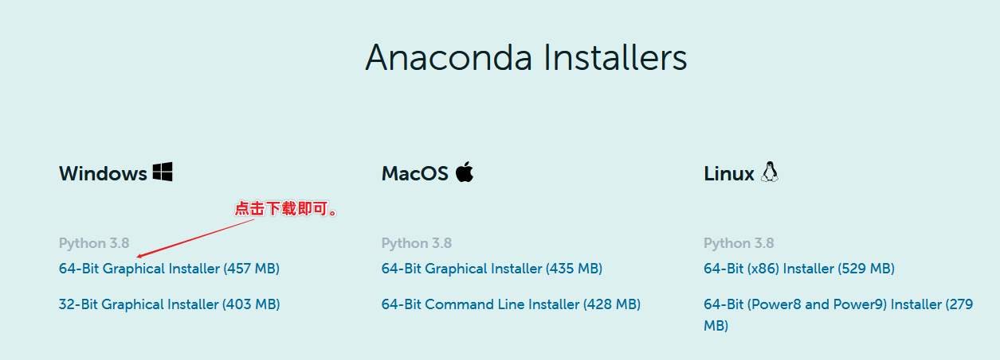 Anaconda Installers
Windows
MacOS
Linux
点击下载即可。
Python 3.8
64-Bit Graphical Installer (457 MB)
32-Bit Graphical Installer (403 MB)
Python 3.8
64-Bit Graphical Installer (435 MB)
64-Bit Command Line Installer (428 MB)
Python 3.8
64-Bit (x86) Installer (529 MB)
64-Bit (Power8 and Power9) Installer (279
MB)